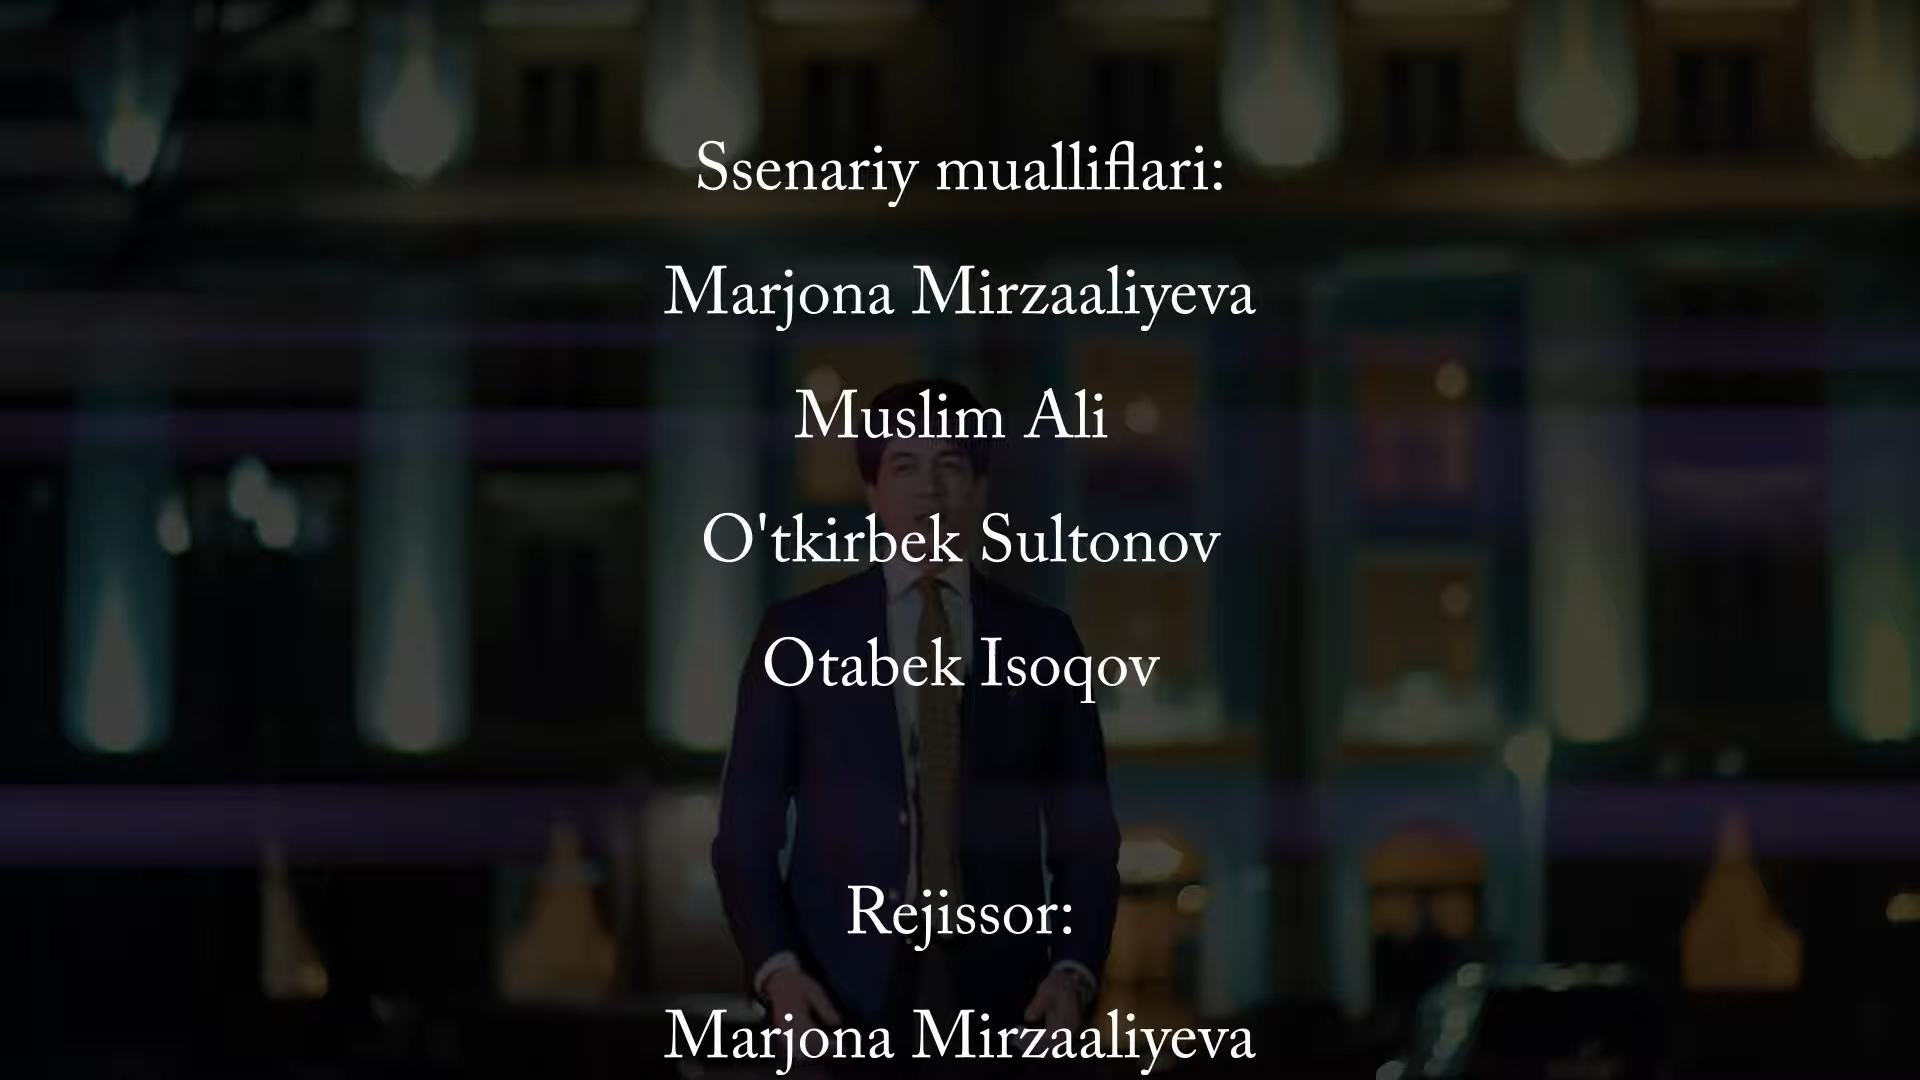 Ssenariy mualliflari:
Marjona Mirzaaliyeva
Muslim Ali
O'tkirbek Sultonov
Otabek Isoqov
Rejissor:
Marjona Mirzaaliyeva